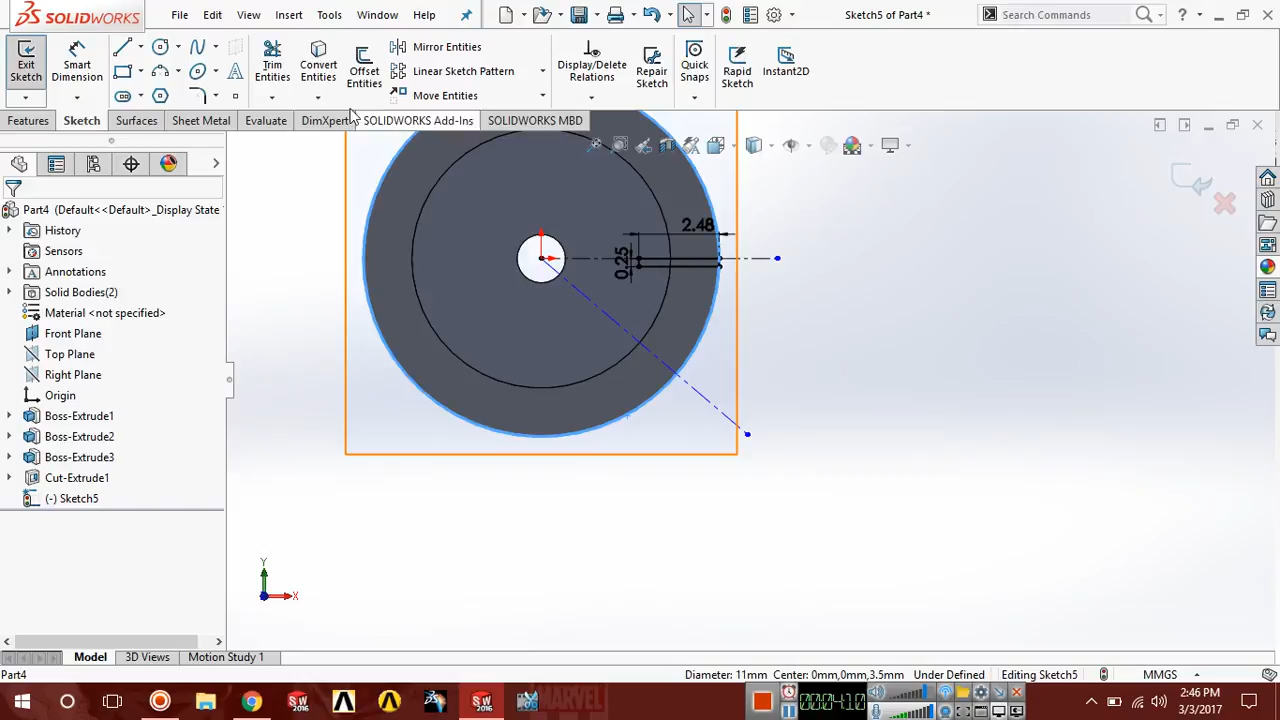 SOLIDWORKS
File Edit View Insert Tools Window Help
Sketch5 of Part4 *
Search Commands
?
Exit Sketch
Smart Dimension
Trim Entities
Convert Entities
Offset Entities
Mirror Entities
Linear Sketch Pattern
Move Entities
Display/Delete Relations
Repair Sketch
Quick Snaps
Rapid Sketch
Instant2D
Features Sketch Surfaces Sheet Metal Evaluate DimXpert SOLIDWORKS Add-Ins SOLIDWORKS MBD
Part4 (Default<<Default>_Display State
History
Sensors
Annotations
Solid Bodies(2)
Material <not specified>
Front Plane
Top Plane
Right Plane
Origin
Boss-Extrude1
Boss-Extrude2
Boss-Extrude3
Cut-Extrude1
(-) Sketch5
2.48
0.25
Y
X
Model 3D Views Motion Study 1
Part4
Diameter: 11mm Center: 0mm,0mm,3.5mm Under Defined Editing Sketch5 MMGS
MARVEL
2:46 PM
3/3/2017